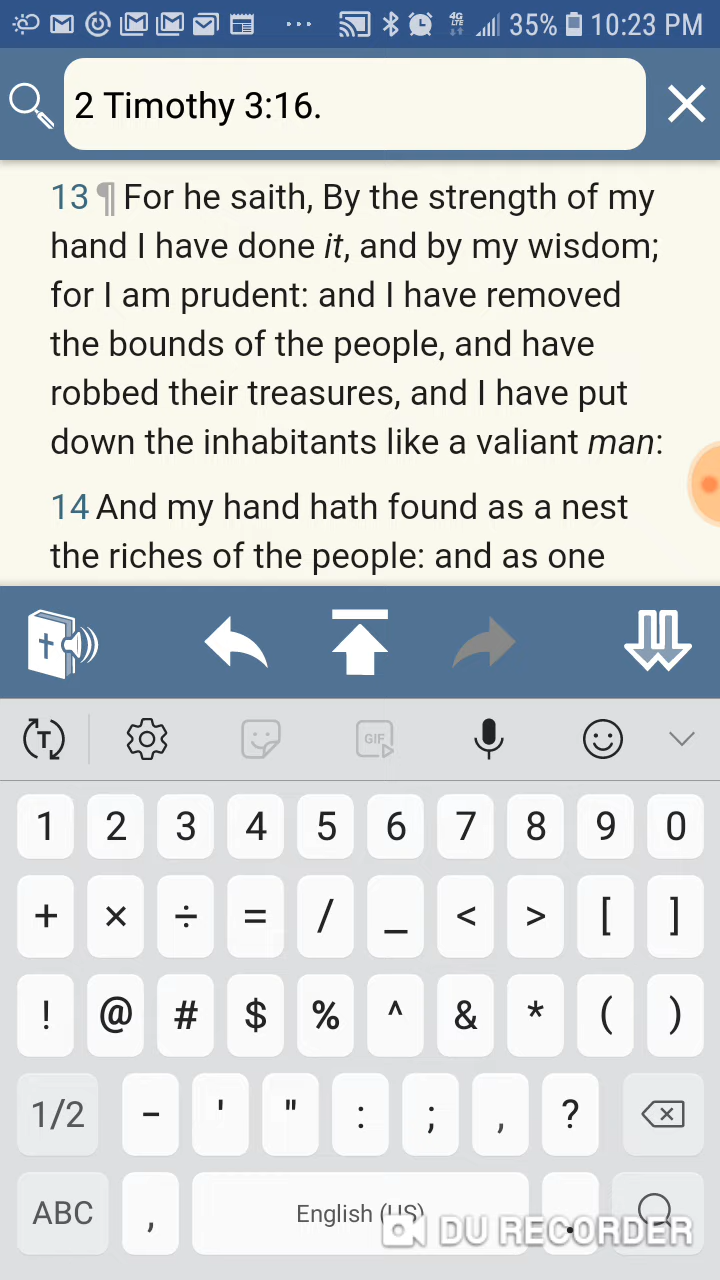 4G LTE 35% 10:23 PM
2 Timothy 3:16.
13 ¶ For he saith, By the strength of my
hand I have done it, and by my wisdom;
for I am prudent: and I have removed
the bounds of the people, and have
robbed their treasures, and I have put
down the inhabitants like a valiant man:
14 And my hand hath found as a nest
the riches of the people: and as one
T GIF
1 2 3 4 5 6 7 8 9 0
+ × ÷ = / _ < > [ ]
! @ # $ % ^ & * ( )
1/2 - ' " : ; , ?
ABC , English (US) .
DU RECORDER